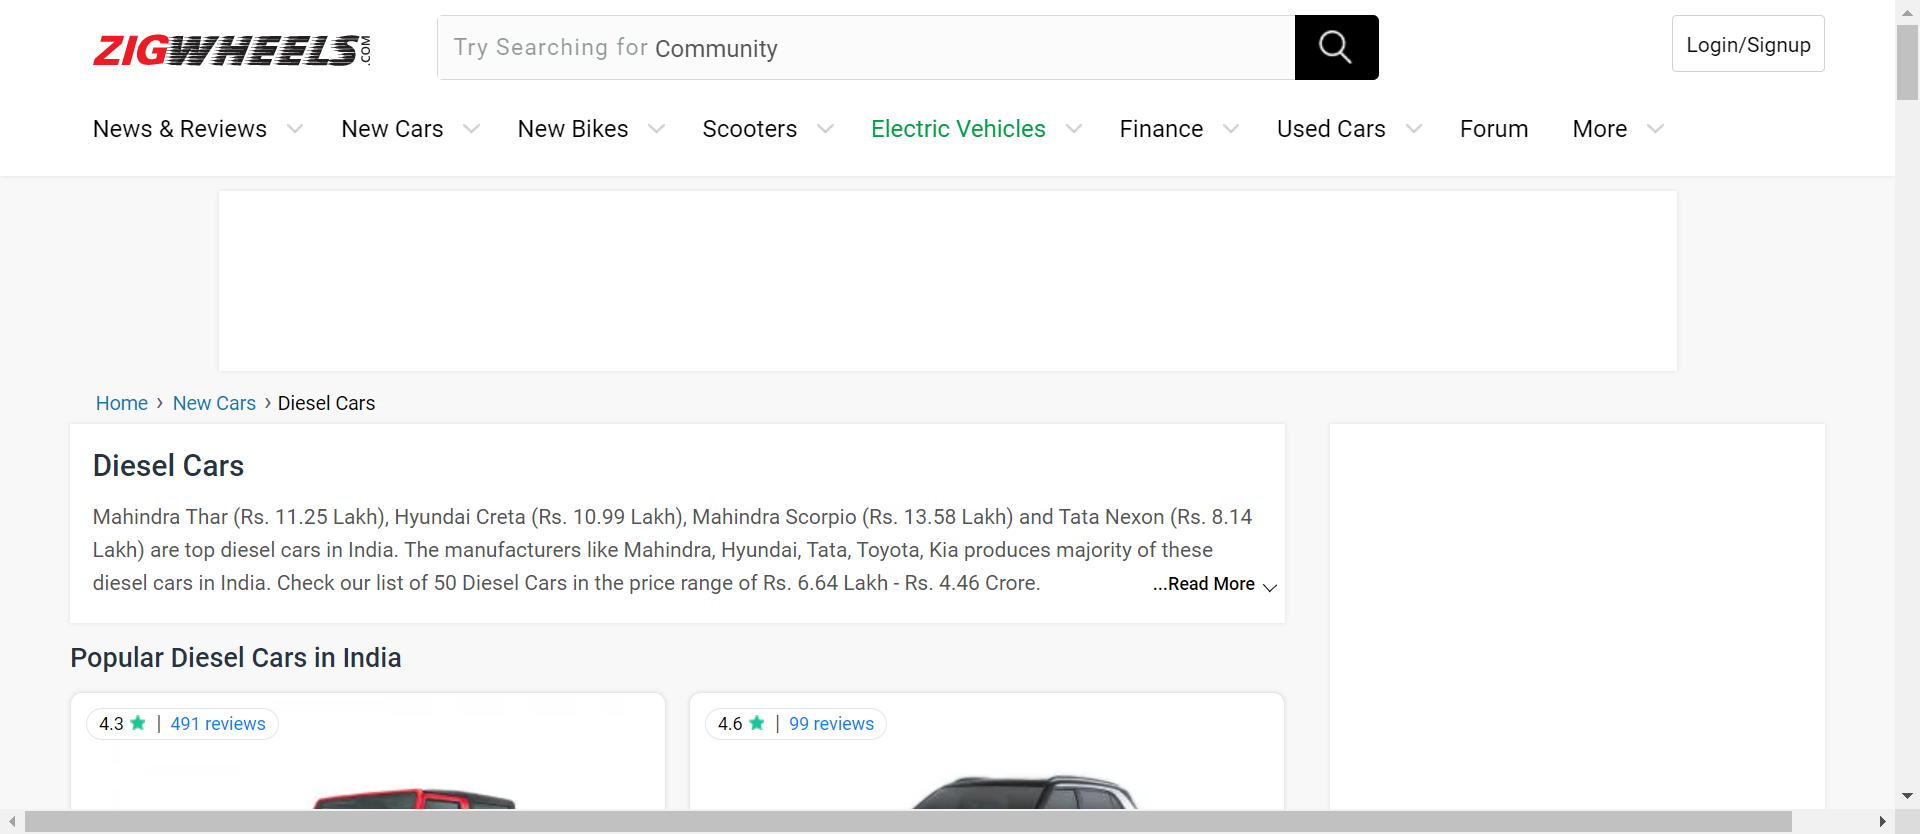 ZIGWHEELS.COM
Try Searching for Community
Login/Signup
News & Reviews New Cars New Bikes Scooters Electric Vehicles Finance Used Cars Forum More
Home › New Cars › Diesel Cars
Diesel Cars
Mahindra Thar (Rs. 11.25 Lakh), Hyundai Creta (Rs. 10.99 Lakh), Mahindra Scorpio (Rs. 13.58 Lakh) and Tata Nexon (Rs. 8.14
Lakh) are top diesel cars in India. The manufacturers like Mahindra, Hyundai, Tata, Toyota, Kia produces majority of these
diesel cars in India. Check our list of 50 Diesel Cars in the price range of Rs. 6.64 Lakh - Rs. 4.46 Crore. ...Read More
Popular Diesel Cars in India
4.3 ★ | 491 reviews
4.6 ★ | 99 reviews